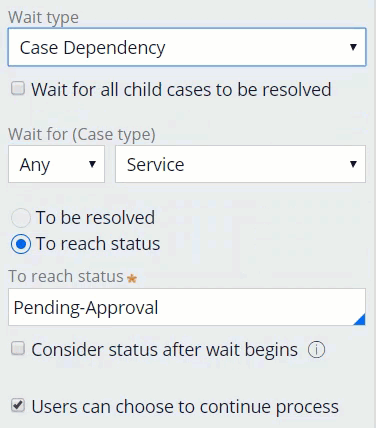 Wait type
Case Dependency
Wait for all child cases to be resolved
Wait for (Case type)
Any Service
To be resolved
To reach status
To reach status *
Pending-Approval
Consider status after wait begins ⓘ
Users can choose to continue process